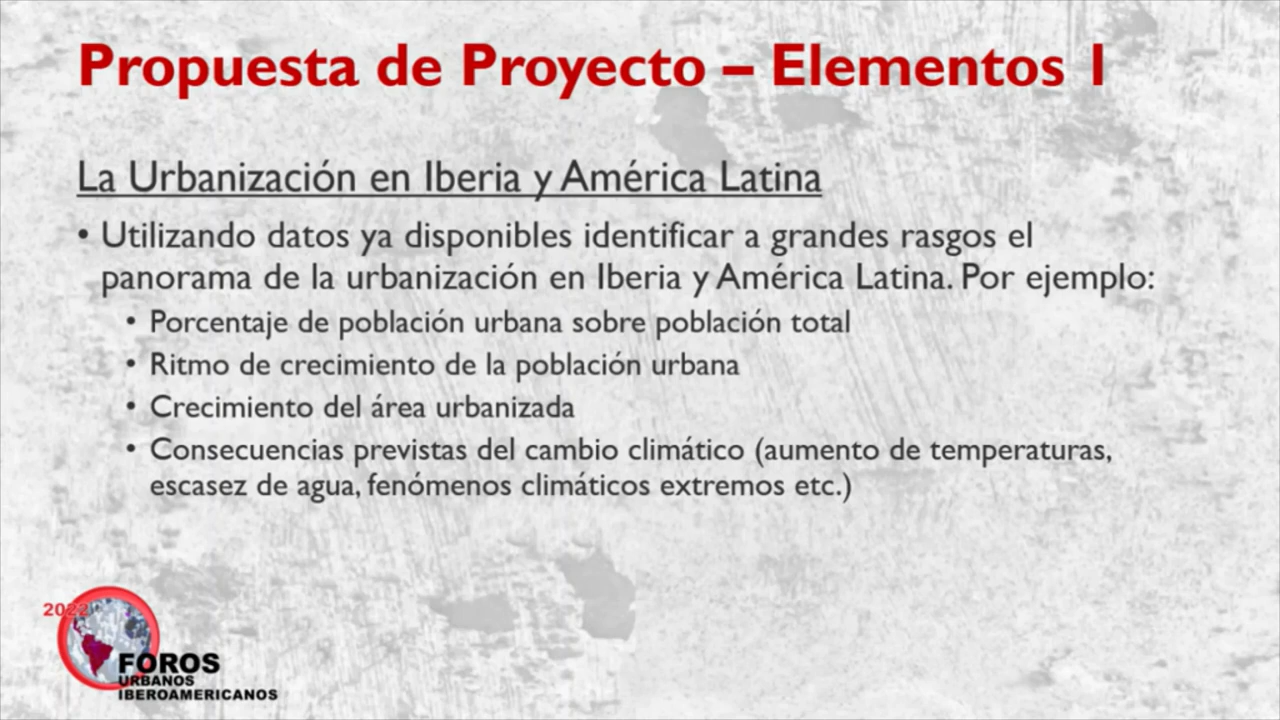 Propuesta de Proyecto – Elementos 1
La Urbanización en Iberia y América Latina
• Utilizando datos ya disponibles identificar a grandes rasgos el
panorama de la urbanización en Iberia y América Latina. Por ejemplo:
• Porcentaje de población urbana sobre población total
• Ritmo de crecimiento de la población urbana
• Crecimiento del área urbanizada
• Consecuencias previstas del cambio climático (aumento de temperaturas,
escasez de agua, fenómenos climáticos extremos etc.)
2022
FOROS
URBANOS
IBEROAMERICANOS